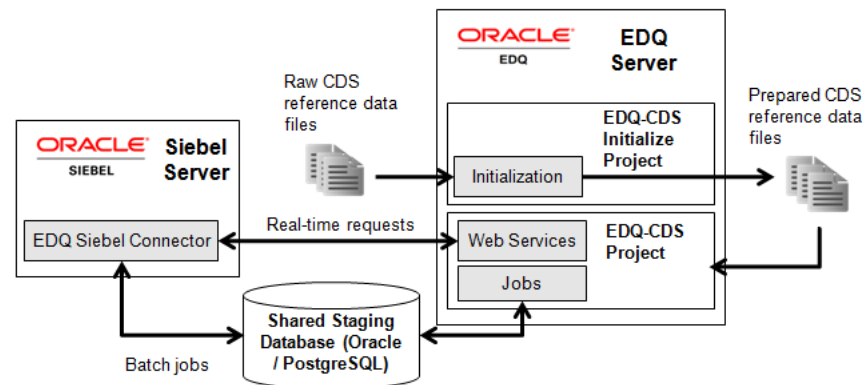 ORACLE
EDQ
EDQ
Server
Raw CDS
reference data
files
Prepared CDS
reference data
files
EDQ-CDS
Initialize
Project
Initialization
ORACLE
SIEBEL
Siebel
Server
EDQ Siebel Connector
Real-time requests
Web Services
EDQ-CDS
Project
Jobs
Shared Staging
Database (Oracle
/ PostgreSQL)
Batch jobs